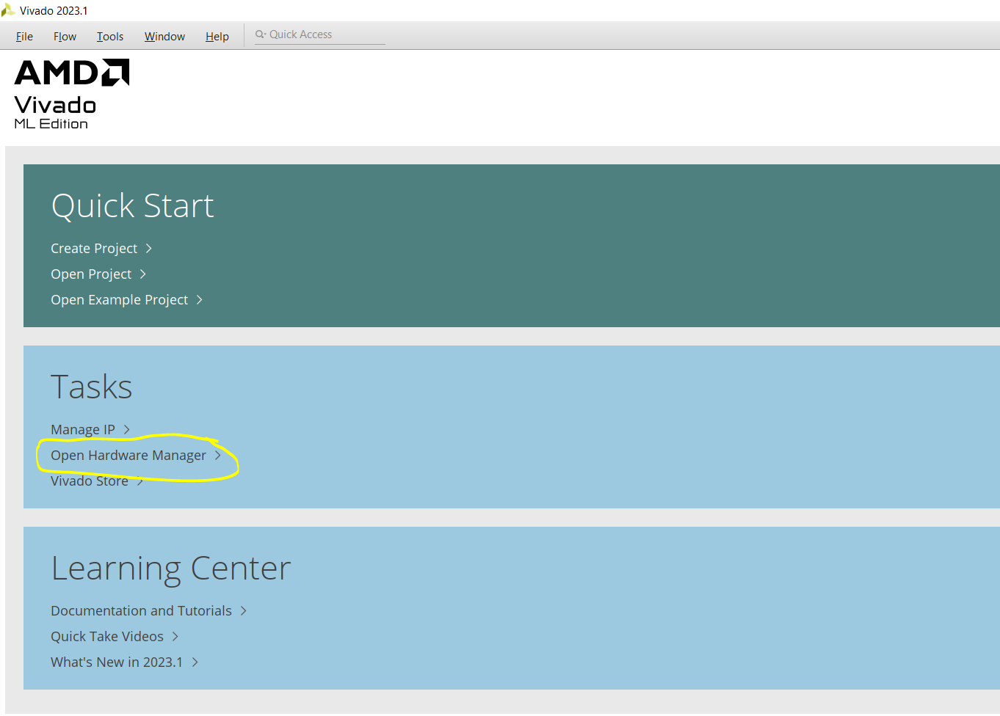 Vivado 2023.1
File Flow Tools Window Help Quick Access
AMD
Vivado
ML Edition
Quick Start
Create Project
Open Project
Open Example Project
Tasks
Manage IP
Open Hardware Manager
Vivado Store
Learning Center
Documentation and Tutorials
Quick Take Videos
What's New in 2023.1